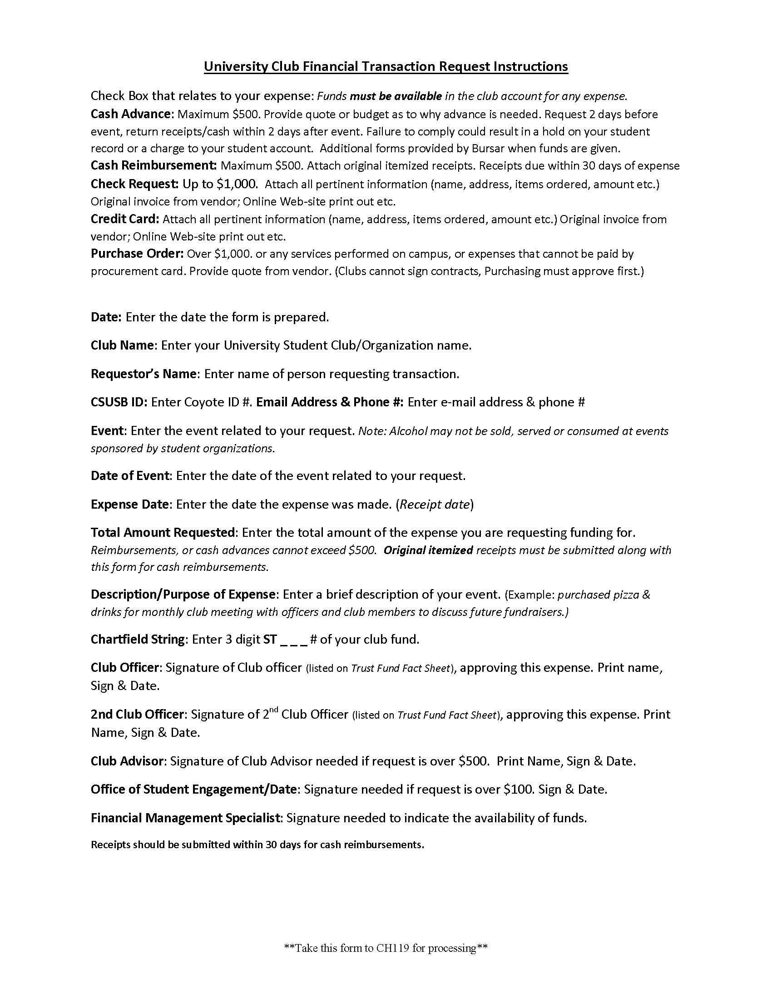 University Club Financial Transaction Request Instructions
Check Box that relates to your expense: Funds must be available in the club account for any expense.
Cash Advance: Maximum $500. Provide quote or budget as to why advance is needed. Request 2 days before
event, return receipts/cash within 2 days after event. Failure to comply could result in a hold on your student
record or a charge to your student account.  Additional forms provided by Bursar when funds are given.
Cash Reimbursement: Maximum $500. Attach original itemized receipts. Receipts due within 30 days of expense
Check Request: Up to $1,000.  Attach all pertinent information (name, address, items ordered, amount etc.)
Original invoice from vendor; Online Web-site print out etc.
Credit Card: Attach all pertinent information (name, address, items ordered, amount etc.) Original invoice from
vendor; Online Web-site print out etc.
Purchase Order: Over $1,000. or any services performed on campus, or expenses that cannot be paid by
procurement card. Provide quote from vendor. (Clubs cannot sign contracts, Purchasing must approve first.)
Date: Enter the date the form is prepared.
Club Name: Enter your University Student Club/Organization name.
Requestor’s Name: Enter name of person requesting transaction.
CSUSB ID: Enter Coyote ID #. Email Address & Phone #: Enter e-mail address & phone #
Event: Enter the event related to your request. Note: Alcohol may not be sold, served or consumed at events
sponsored by student organizations.
Date of Event: Enter the date of the event related to your request.
Expense Date: Enter the date the expense was made. (Receipt date)
Total Amount Requested: Enter the total amount of the expense you are requesting funding for.
Reimbursements, or cash advances cannot exceed $500.  Original itemized receipts must be submitted along with
this form for cash reimbursements.
Description/Purpose of Expense: Enter a brief description of your event. (Example: purchased pizza &
drinks for monthly club meeting with officers and club members to discuss future fundraisers.)
Chartfield String: Enter 3 digit ST _ _ _ # of your club fund.
Club Officer: Signature of Club officer (listed on Trust Fund Fact Sheet), approving this expense. Print name,
Sign & Date.
2nd Club Officer: Signature of 2nd Club Officer (listed on Trust Fund Fact Sheet), approving this expense. Print
Name, Sign & Date.
Club Advisor: Signature of Club Advisor needed if request is over $500.  Print Name, Sign & Date.
Office of Student Engagement/Date: Signature needed if request is over $100. Sign & Date.
Financial Management Specialist: Signature needed to indicate the availability of funds.
Receipts should be submitted within 30 days for cash reimbursements.
**Take this form to CH119 for processing**